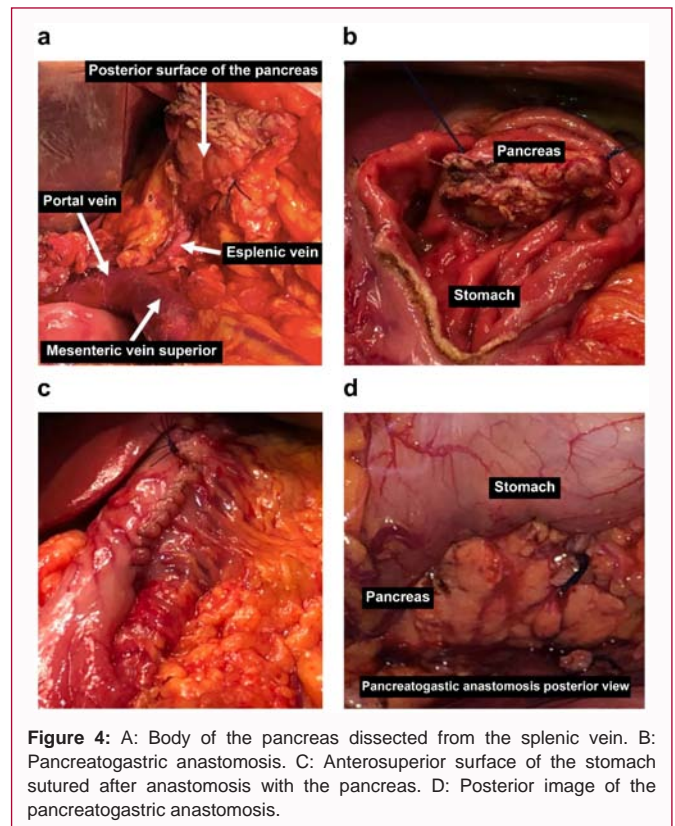 a
Posterior surface of the pancreas
Portal vein
Esplenic vein
Mesenteric vein superior
b
Pancreas
Stomach
c
d
Stomach
Pancreas
Pancreatogastic anastomosis posterior view
Figure 4: A: Body of the pancreas dissected from the splenic vein. B:
Pancreatogastric anastomosis. C: Anterosuperior surface of the stomach
sutured after anastomosis with the pancreas. D: Posterior image of the
pancreatogastric anastomosis.